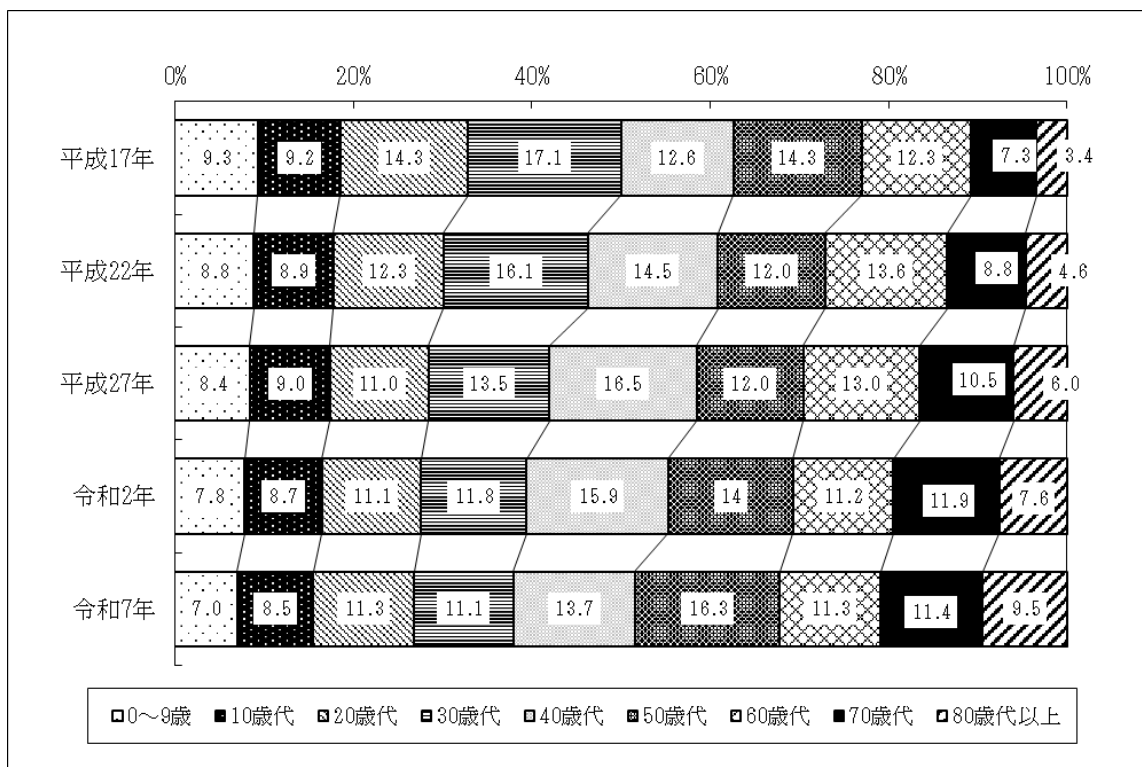 0% 20% 40% 60% 80% 100%
平成17年 9.3 9.2 14.3 17.1 12.6 14.3 12.3 7.3 3.4
平成22年 8.8 8.9 12.3 16.1 14.5 12.0 13.6 8.8 4.6
平成27年 8.4 9.0 11.0 13.5 16.5 12.0 13.0 10.5 6.0
令和2年 7.8 8.7 11.1 11.8 15.9 14 11.2 11.9 7.6
令和7年 7.0 8.5 11.3 11.1 13.7 16.3 11.3 11.4 9.5
0～9歳 10歳代 20歳代 30歳代 40歳代 50歳代 60歳代 70歳代 80歳代以上